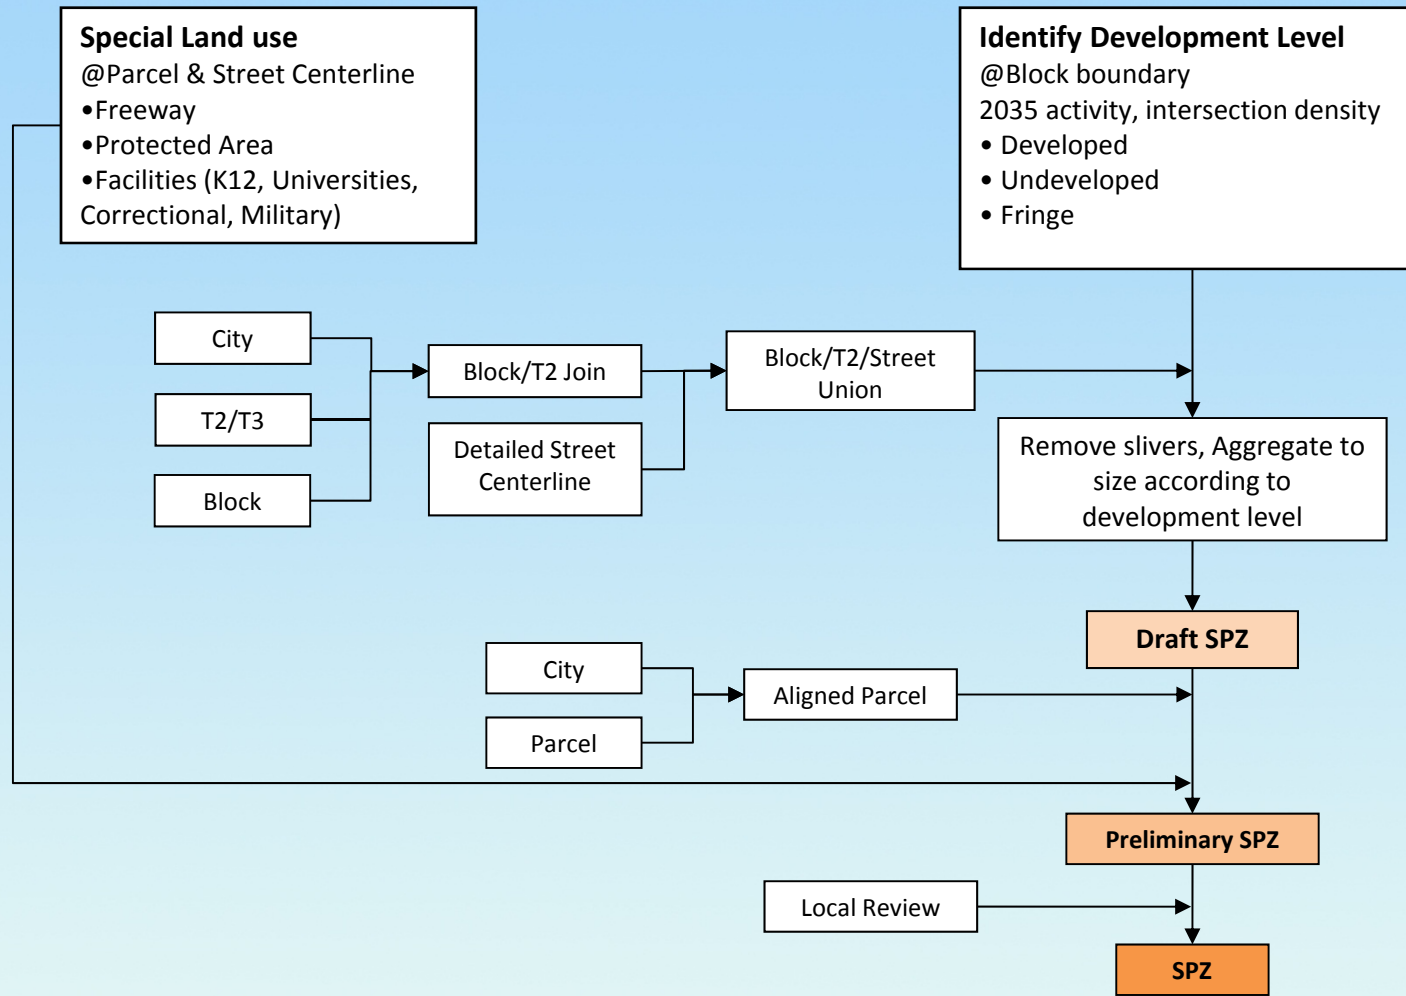 Special Land use
@Parcel & Street Centerline
•Freeway
•Protected Area
•Facilities (K12, Universities,
Correctional, Military)
Identify Development Level
@Block boundary
2035 activity, intersection density
• Developed
• Undeveloped
• Fringe
City
T2/T3
Block
Block/T2 Join
Detailed Street
Centerline
Block/T2/Street
Union
Remove slivers, Aggregate to
size according to
development level
Draft SPZ
City
Parcel
Aligned Parcel
Preliminary SPZ
Local Review
SPZ